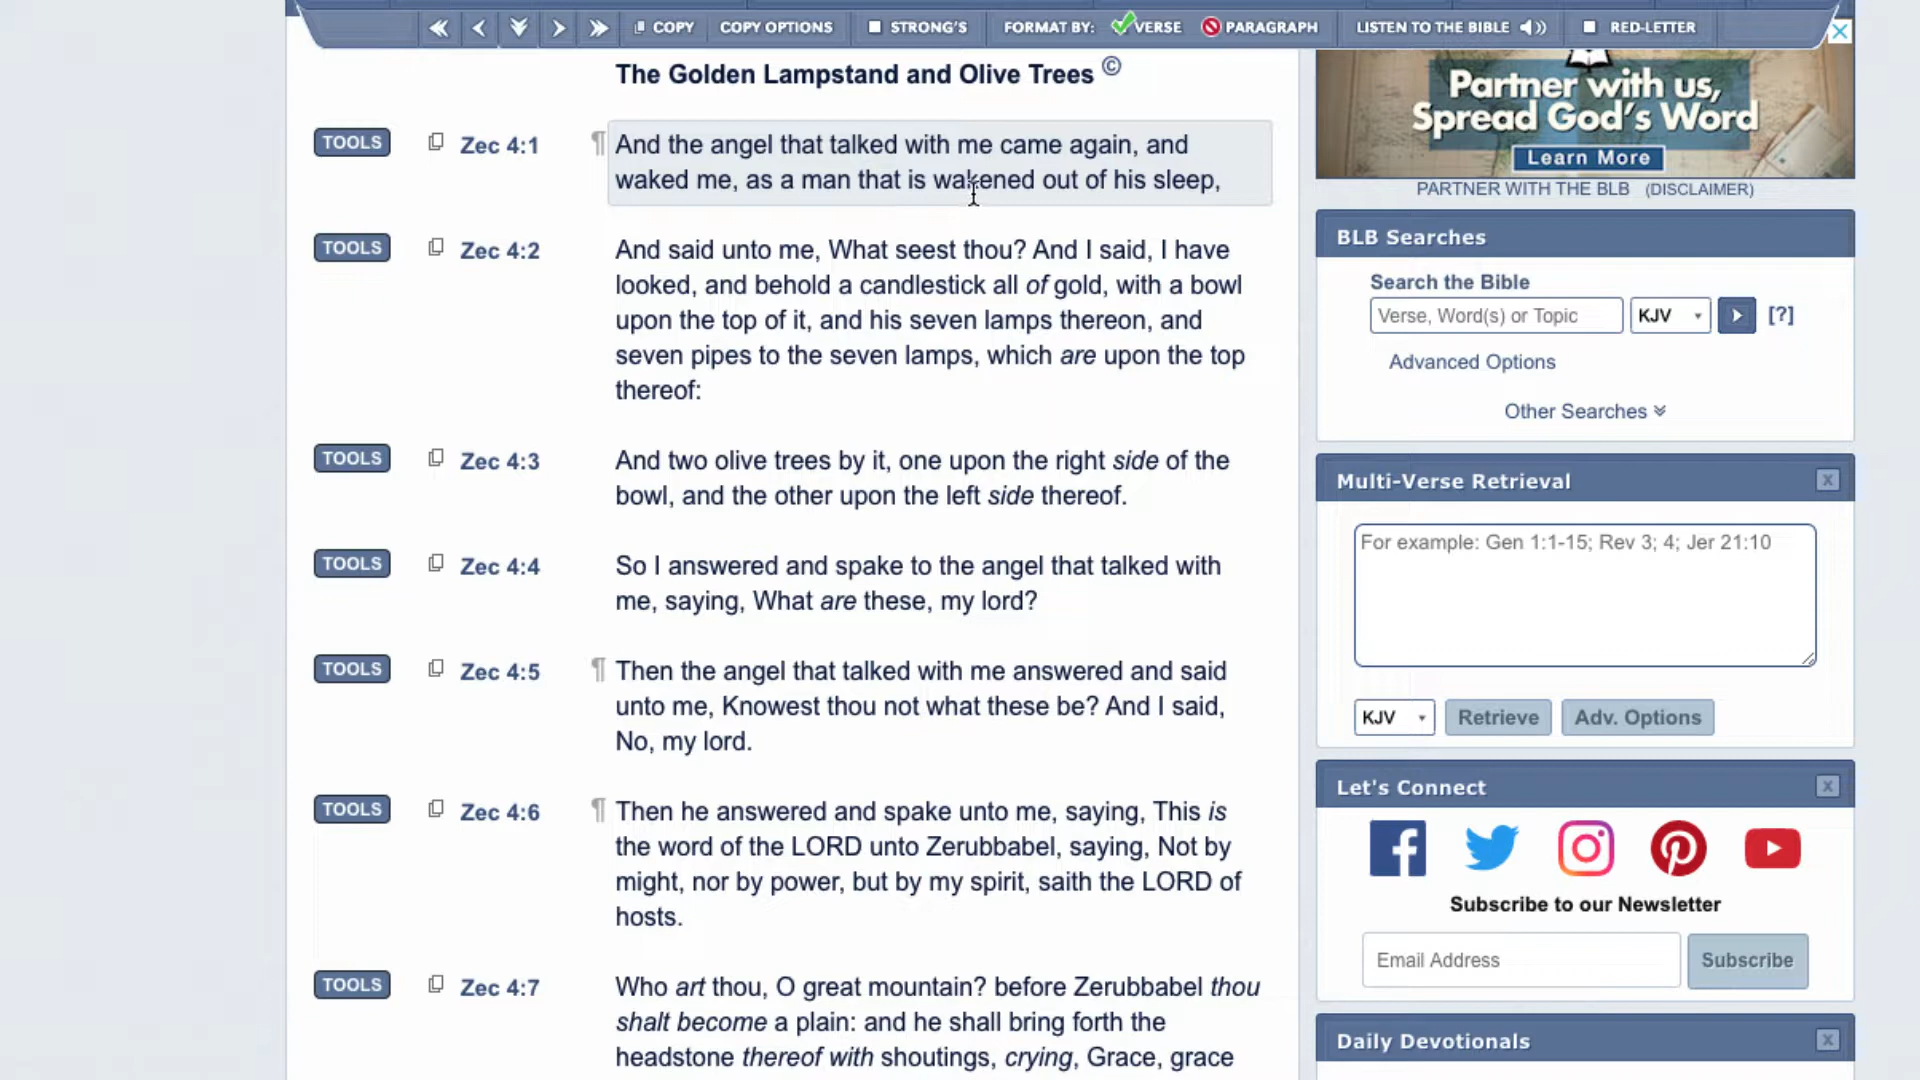 COPY
COPY OPTIONS
STRONG'S
FORMAT BY:
VERSE
PARAGRAPH
LISTEN TO THE BIBLE
RED-LETTER
The Golden Lampstand and Olive Trees ©
TOOLS
Zec 4:1
¶ And the angel that talked with me came again, and
waked me, as a man that is wakened out of his sleep,
TOOLS
Zec 4:2
And said unto me, What seest thou? And I said, I have
looked, and behold a candlestick all of gold, with a bowl
upon the top of it, and his seven lamps thereon, and
seven pipes to the seven lamps, which are upon the top
thereof:
TOOLS
Zec 4:3
And two olive trees by it, one upon the right side of the
bowl, and the other upon the left side thereof.
TOOLS
Zec 4:4
So I answered and spake to the angel that talked with
me, saying, What are these, my lord?
TOOLS
Zec 4:5
¶ Then the angel that talked with me answered and said
unto me, Knowest thou not what these be? And I said,
No, my lord.
TOOLS
Zec 4:6
¶ Then he answered and spake unto me, saying, This is
the word of the LORD unto Zerubbabel, saying, Not by
might, nor by power, but by my spirit, saith the LORD of
hosts.
TOOLS
Zec 4:7
Who art thou, O great mountain? before Zerubbabel thou
shalt become a plain: and he shall bring forth the
headstone thereof with shoutings, crying, Grace, grace
Partner with us,
Spread God's Word
Learn More
PARTNER WITH THE BLB (DISCLAIMER)
BLB Searches
Search the Bible
Verse, Word(s) or Topic
KJV
[?]
Advanced Options
Other Searches
Multi-Verse Retrieval
X
For example: Gen 1:1-15; Rev 3; 4; Jer 21:10
KJV
Retrieve
Adv. Options
Let's Connect
X
Subscribe to our Newsletter
Email Address
Subscribe
Daily Devotionals
X